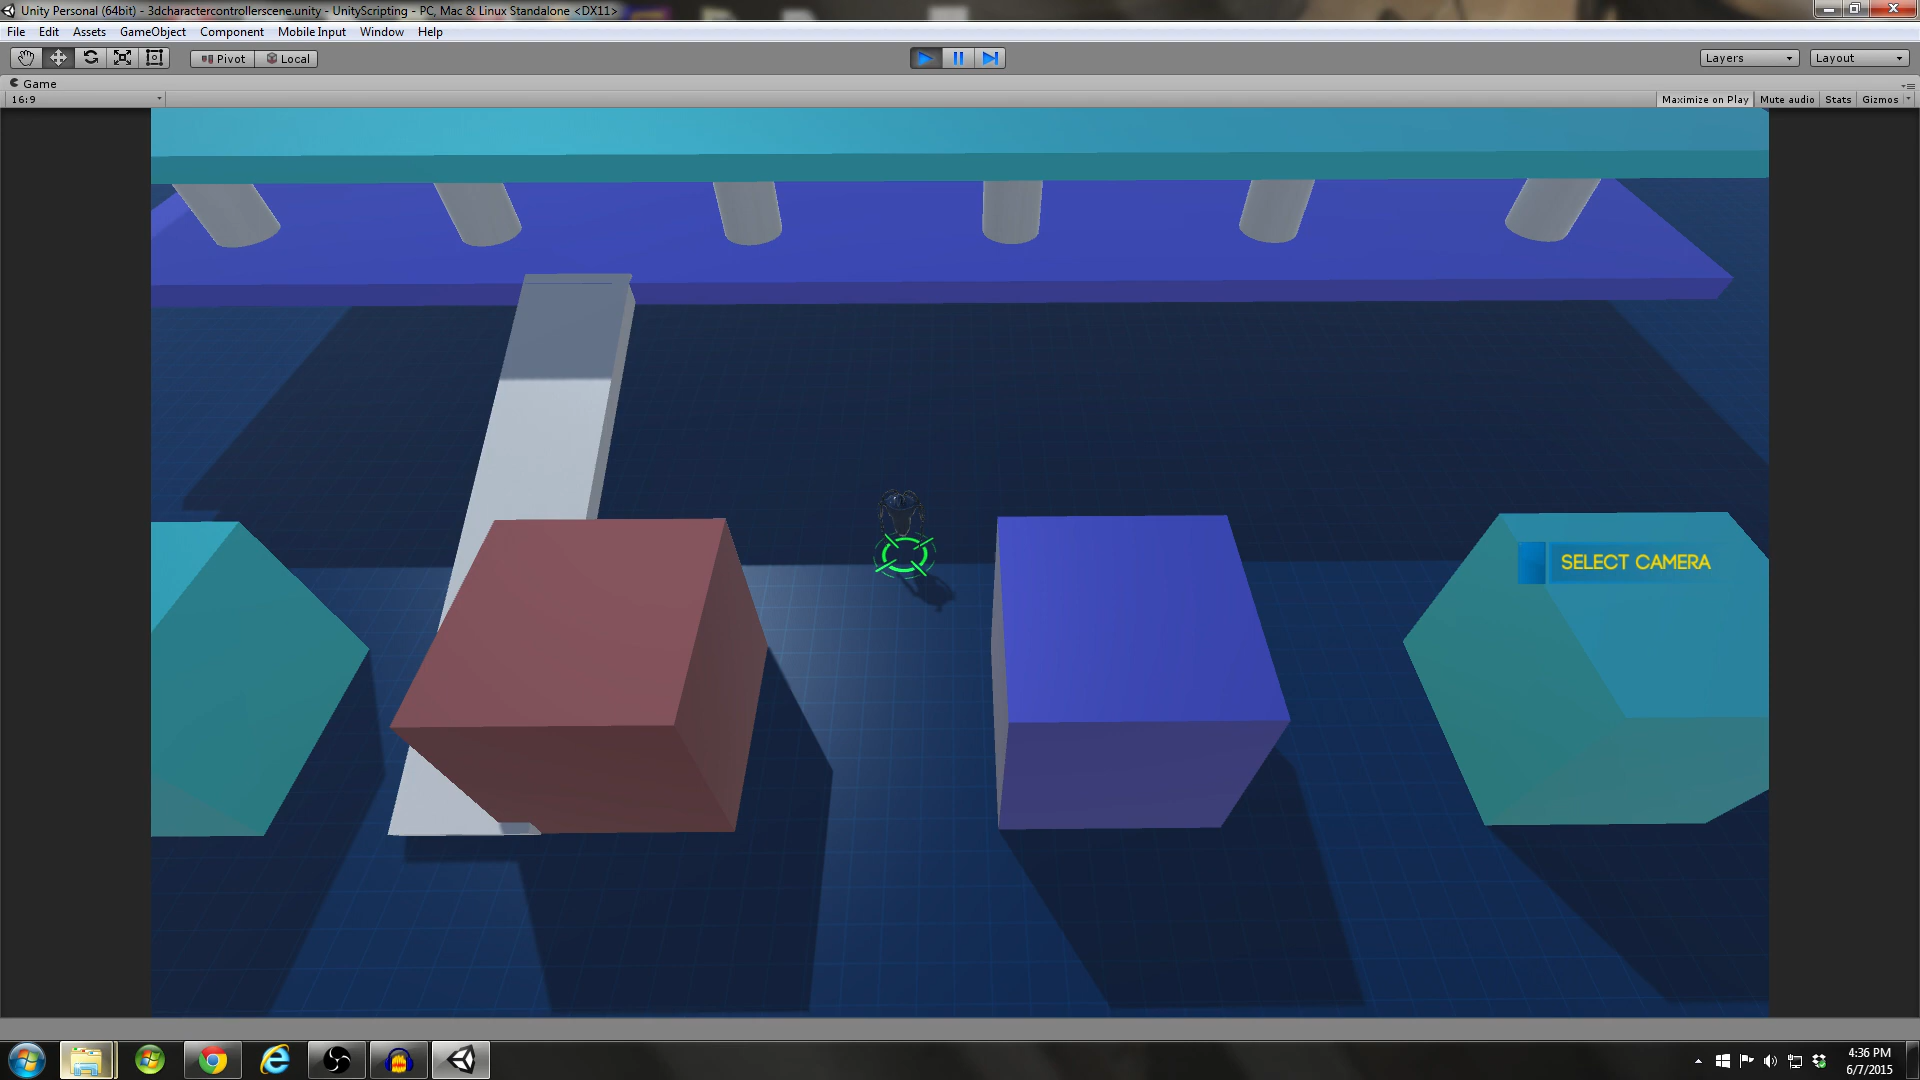 Unity Personal (64bit) - 3dcharactercontrollerscene.unity - UnityScripting - PC, Mac & Linux Standalone <DX11>
File Edit Assets GameObject Component Mobile Input Window Help
Pivot Local Layers Layout
Game
16:9 Maximize on Play Mute audio Stats Gizmos
SELECT CAMERA
4:36 PM
6/7/2015